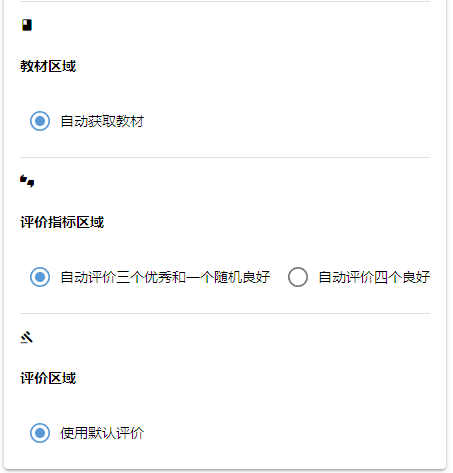 教材区域
自动获取教材
评价指标区域
自动评价三个优秀和一个随机良好 自动评价四个良好
评价区域
使用默认评价